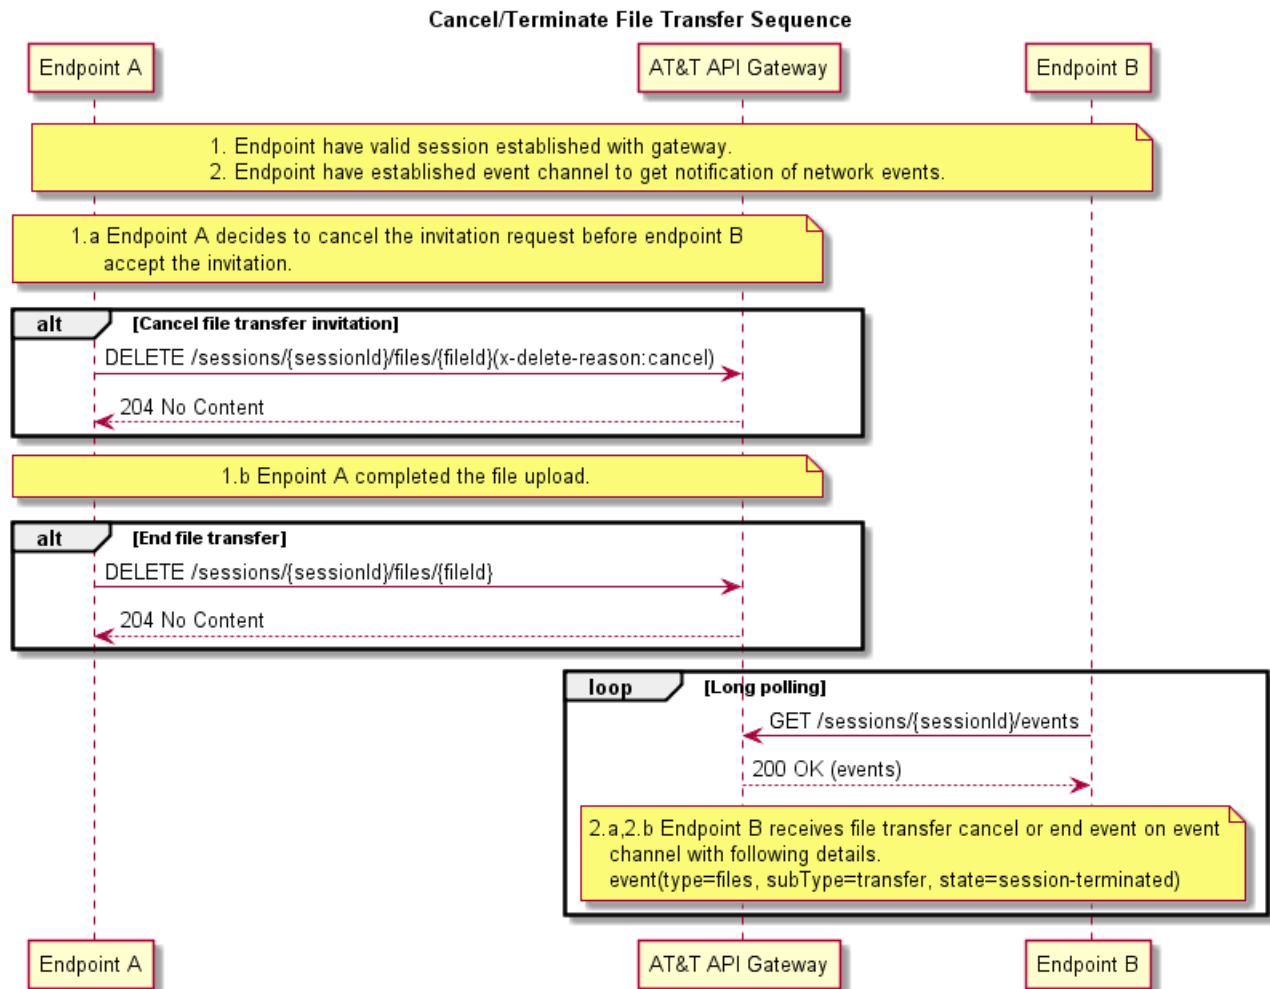 Cancel/Terminate File Transfer Sequence
Endpoint A
AT&T API Gateway
Endpoint B
1. Endpoint have valid session established with gateway.
2. Endpoint have established event channel to get notification of network events.
1.a Endpoint A decides to cancel the invitation request before endpoint B
accept the invitation.
alt
[Cancel file transfer invitation]
DELETE /sessions/{sessionId}/files/{fileId}(x-delete-reason:cancel)
204 No Content
1.b Enpoint A completed the file upload.
alt
[End file transfer]
DELETE /sessions/{sessionId}/files/{fileId}
204 No Content
loop
[Long polling]
GET /sessions/{sessionId}/events
200 OK (events)
2.a,2.b Endpoint B receives file transfer cancel or end event on event
channel with following details.
event(type=files, subType=transfer, state=session-terminated)
Endpoint A
AT&T API Gateway
Endpoint B